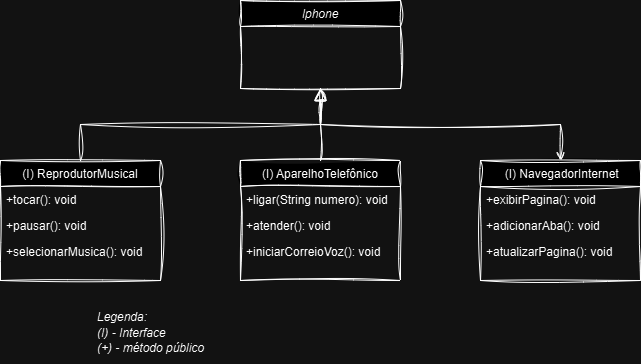 Iphone
(I) ReprodutorMusical
+tocar(): void
+pausar(): void
+selecionarMusica(): void
(I) AparelhoTelefônico
+ligar(String numero): void
+atender(): void
+iniciarCorreioVoz(): void
(I) NavegadorInternet
+exibirPagina(): void
+adicionarAba(): void
+atualizarPagina(): void
Legenda:
(I) - Interface
(+) - método público